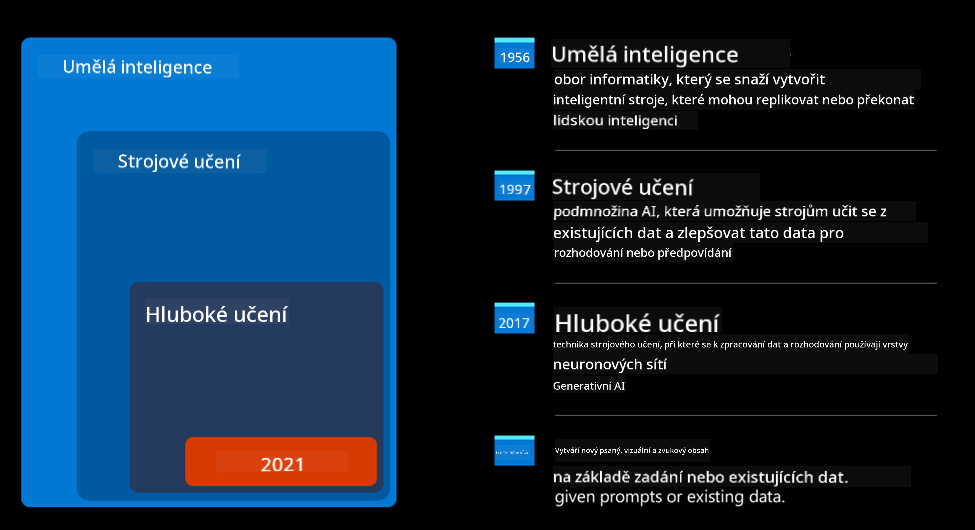 Umělá inteligence
Strojové učení
Hluboké učení
2021
1956
Umělá inteligence
obor informatiky, který se snaží vytvořit
inteligentní stroje, které mohou replikovat nebo překonat
lidskou inteligenci
1997
Strojové učení
podmnožina AI, která umožňuje strojům učit se z
existujících dat a zlepšovat tato data pro
rozhodování nebo předpovídání
2017
Hluboké učení
technika strojového učení, při které se k zpracování dat a rozhodování používají vrstvy
neuronových sítí
Generativní AI
Vytváří nový psaný, vizuální a zvukový obsah
na základě zadání nebo existujících dat.
given prompts or existing data.